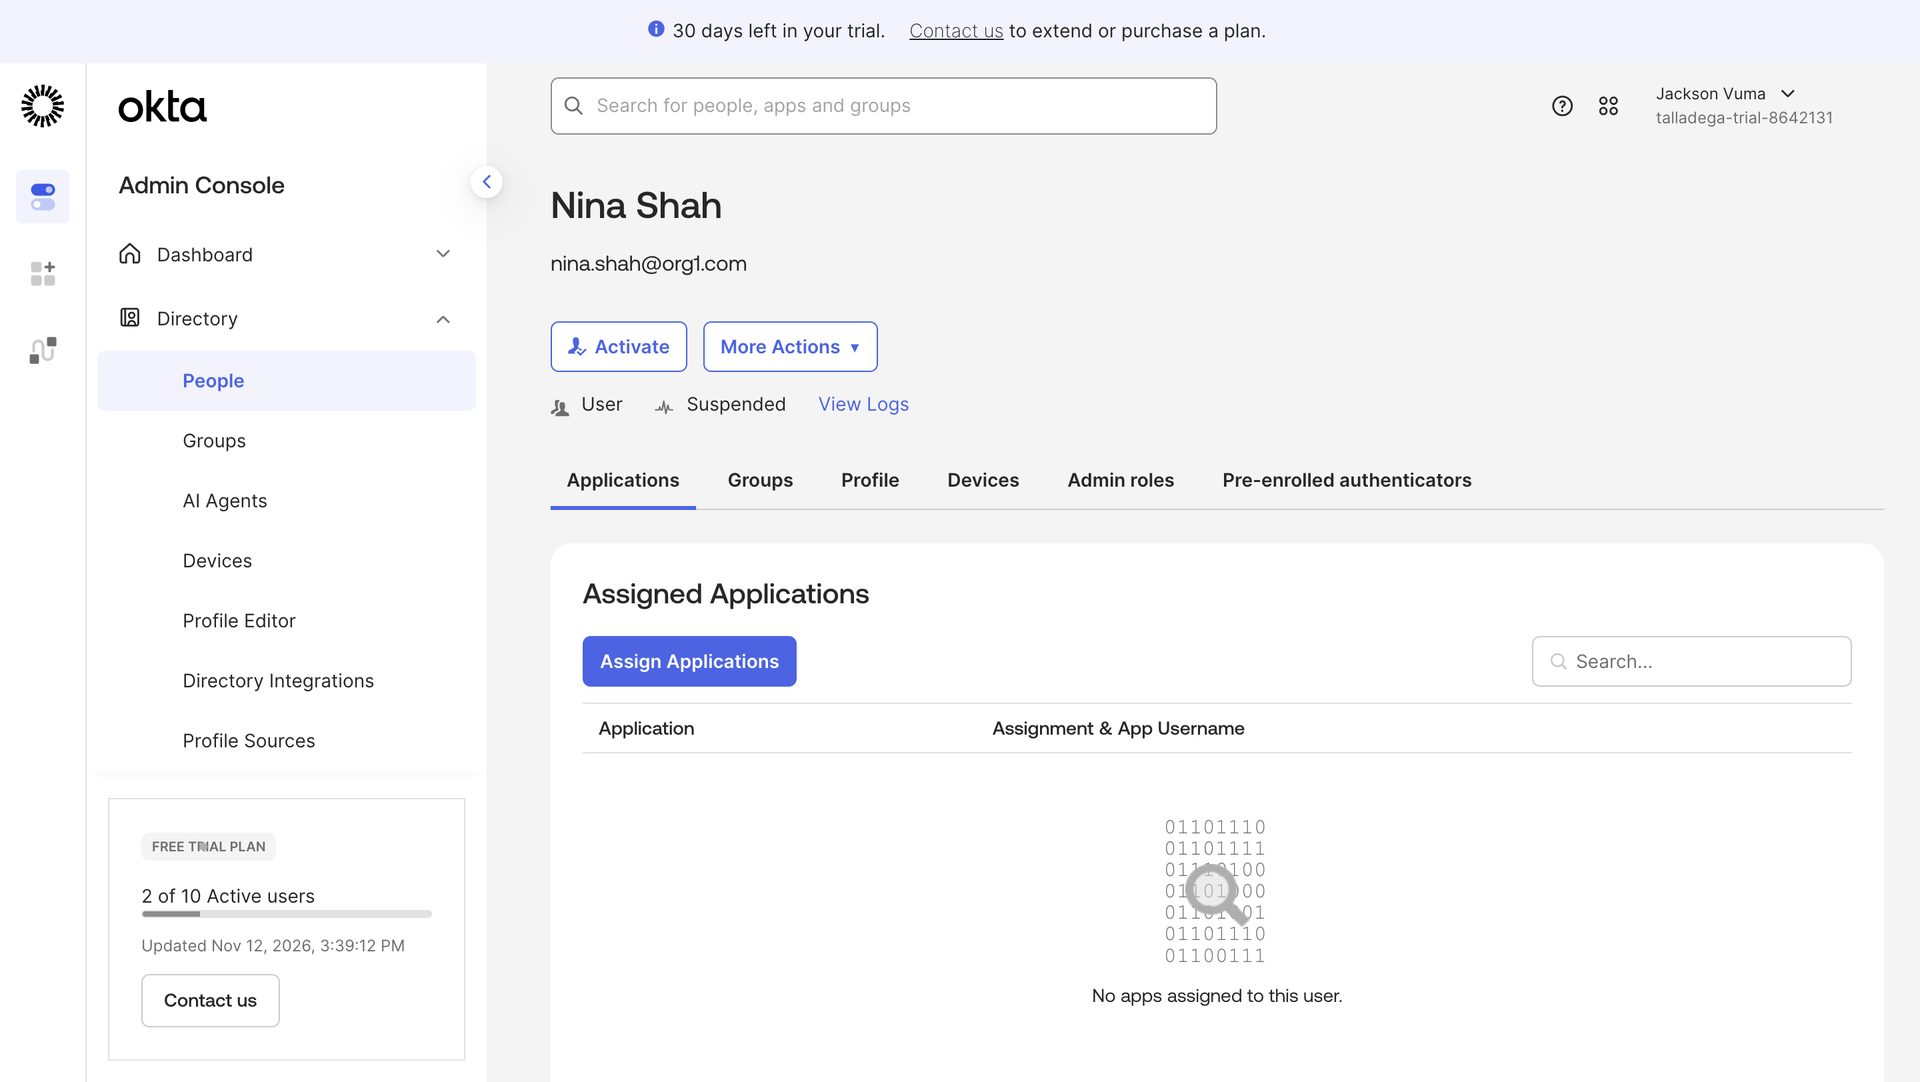 30 days left in your trial. Contact us to extend or purchase a plan.
okta
Search for people, apps and groups
Jackson Vuma
talladega-trial-8642131
Admin Console
Dashboard
Directory
People
Groups
AI Agents
Devices
Profile Editor
Directory Integrations
Profile Sources
FREE TRIAL PLAN
2 of 10 Active users
Updated Nov 12, 2026, 3:39:12 PM
Contact us
Nina Shah
nina.shah@org1.com
Activate
More Actions
User Suspended View Logs
Applications Groups Profile Devices Admin roles Pre-enrolled authenticators
Assigned Applications
Assign Applications
Search...
Application Assignment & App Username
01101110
01101111
01110100
01101000
01101001
01101110
01100111
No apps assigned to this user.